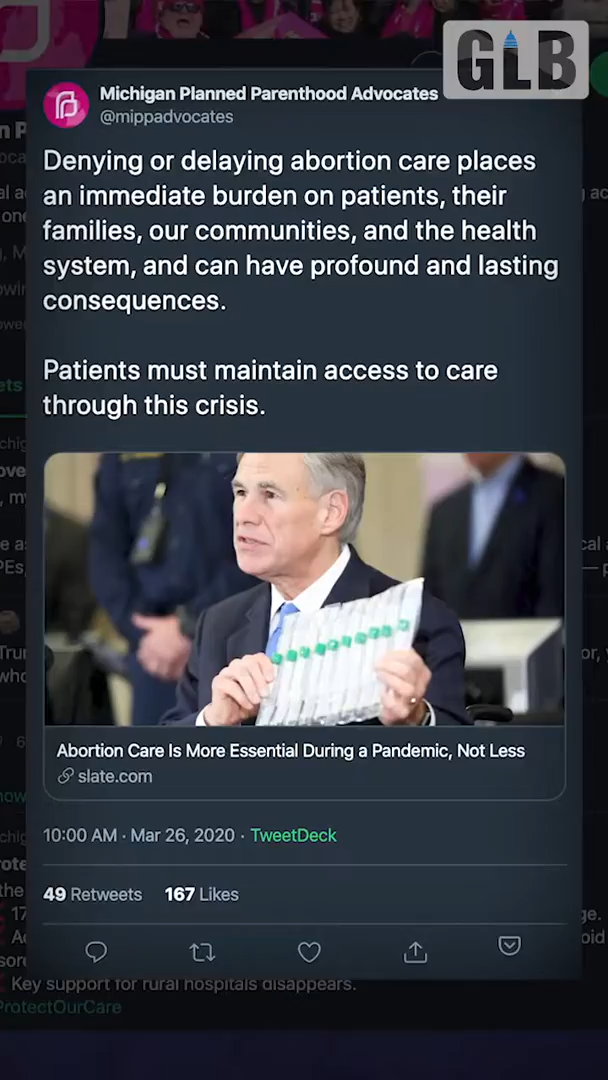 GLB
Michigan Planned Parenthood Advocates
@mippadvocates
Denying or delaying abortion care places
an immediate burden on patients, their
families, our communities, and the health
system, and can have profound and lasting
consequences.
Patients must maintain access to care
through this crisis.
Abortion Care Is More Essential During a Pandemic, Not Less
slate.com
10:00 AM · Mar 26, 2020 · TweetDeck
49 Retweets 167 Likes
Key support for rural hospitals disappears.
ProtectOurCare